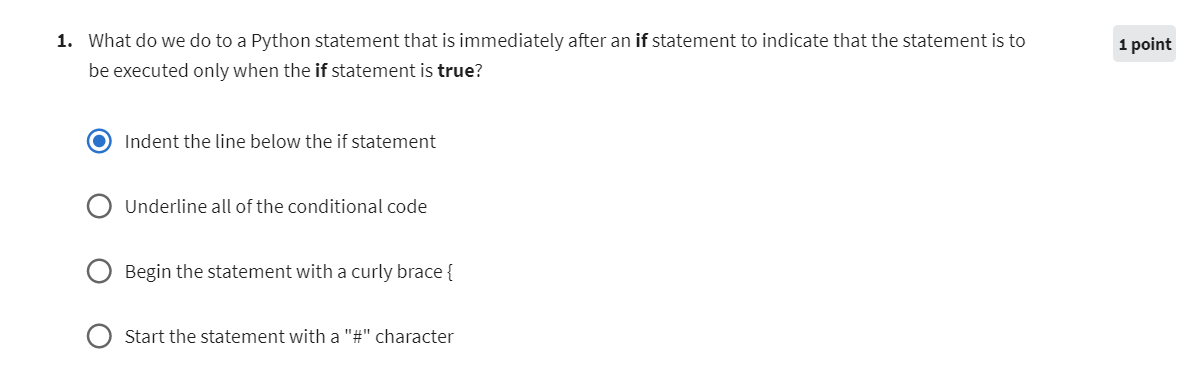 1. What do we do to a Python statement that is immediately after an if statement to indicate that the statement is to
1 point
be executed only when the if statement is true?
Indent the line below the if statement
Underline all of the conditional code
Begin the statement with a curly brace {
Start the statement with a "#" character